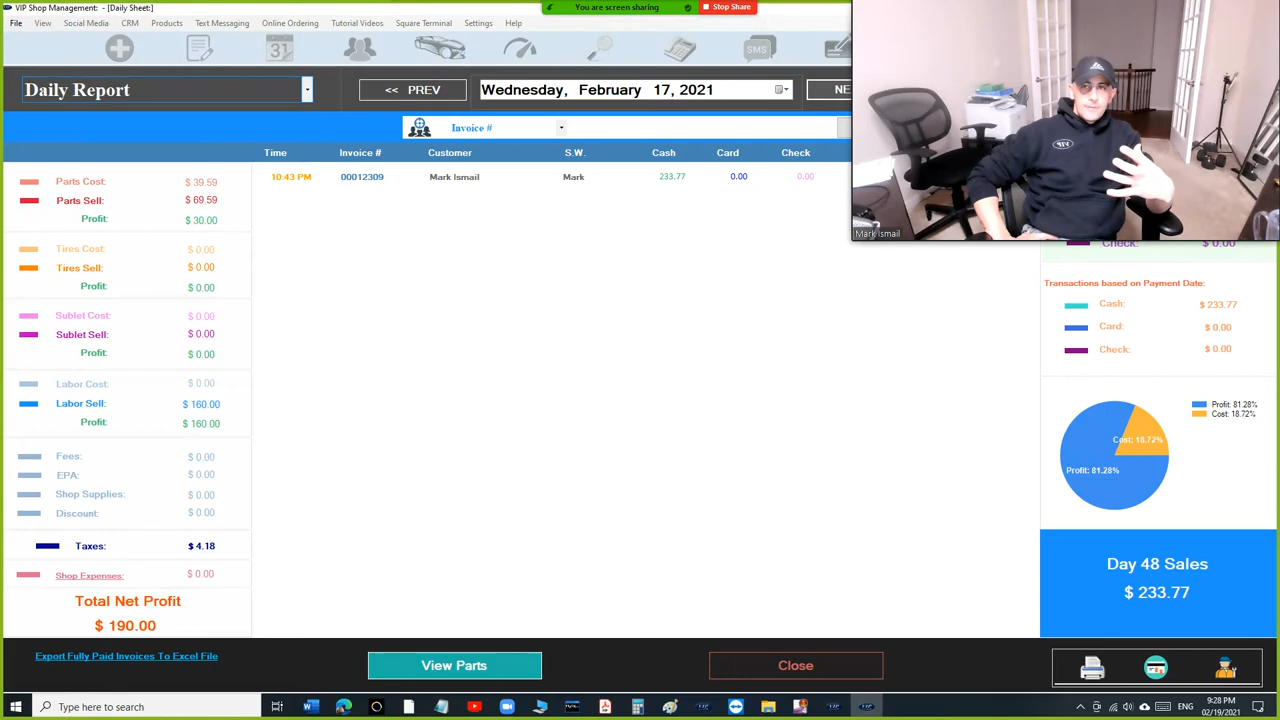 VIP Shop Management: - [Daily Sheet:]
You are screen sharing
Stop Share
File View Social Media CRM Products Text Messaging Online Ordering Tutorial Videos Square Terminal Settings Help
31
SMS
Daily Report
<< PREV
Wednesday, February 17, 2021
NE
Invoice #
Time Invoice # Customer S.W. Cash Card Check
10:43 PM 00012309 Mark Ismail Mark 233.77 0.00 0.00
Parts Cost: $ 39.59
Parts Sell: $ 69.59
Profit: $ 30.00
Tires Cost: $ 0.00
Tires Sell: $ 0.00
Profit: $ 0.00
Sublet Cost: $ 0.00
Sublet Sell: $ 0.00
Profit: $ 0.00
Labor Cost: $ 0.00
Labor Sell: $ 160.00
Profit: $ 160.00
Fees: $ 0.00
EPA: $ 0.00
Shop Supplies: $ 0.00
Discount: $ 0.00
Taxes: $ 4.18
Shop Expenses: $ 0.00
Total Net Profit
$ 190.00
Export Fully Paid Invoices To Excel File
View Parts
Close
VIP
Mark Ismail
Check: $ 0.00
Transactions based on Payment Date:
Cash: $ 233.77
Card: $ 0.00
Check: $ 0.00
Profit: 81.28%
Cost: 18.72%
Cost: 18.72%
Profit: 81.28%
Day 48 Sales
$ 233.77
Type here to search
ENG
9:28 PM
02/19/2021